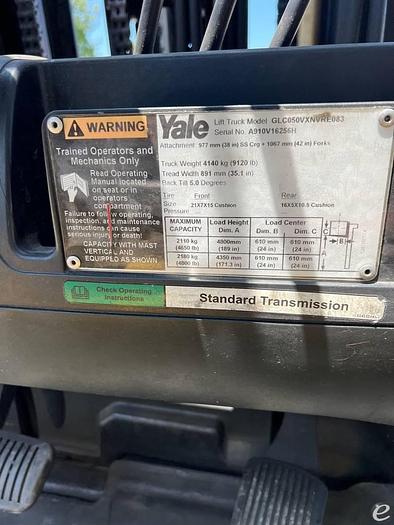 WARNING
Trained Operators and
Mechanics Only
Read Operating
Manual located
on seat or in
operators
compartment
Failure to follow operating,
inspection, and maintenance
instructions can cause
serious injury or death!
CAPACITY WITH MAST
VERTICAL AND
EQUIPPED AS SHOWN
Yale Lift Truck Model GLC050VXNVRE083
Serial No. A910V16256H
Attachment 977 mm (38 in) SS Crg + 1067 mm (42 in) Forks
Truck Weight 4140 kg (9120 lb)
Tread Width 891 mm (35.1 in)
Back Tilt 5.0 Degrees
Tire Front Rear
Size 21X7X15 Cushion 16X5X10.5 Cushion
Pressure
MAXIMUM CAPACITY Load Height Dim. A Load Center Dim. B Dim. C
2110 kg (4650 lb) 4800mm (189 in) 610 mm (24 in) 610 mm (24 in)
2180 kg (4800 lb) 4350 mm (171.3 in) 610 mm (24 in) 610 mm (24 in)
C
B
A
Check Operating
Instructions
Standard Transmission
e